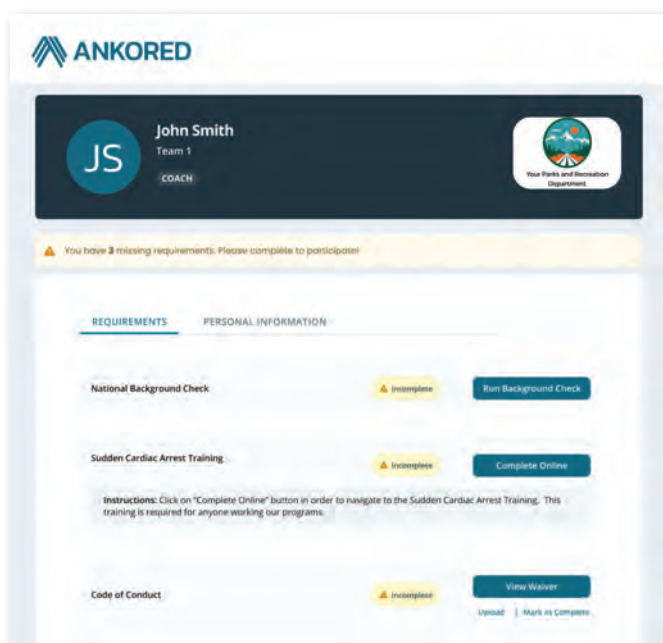 ANKORED
JS
John Smith
Team 1
COACH
Your Parks and Recreation
Department
You have 3 missing requirements. Please complete to participate!
REQUIREMENTS PERSONAL INFORMATION
National Background Check
Incomplete
Run Background Check
Sudden Cardiac Arrest Training
Incomplete
Complete Online
Instructions: Click on "Complete Online" button in order to navigate to the Sudden Cardiac Arrest Training. This
training is required for anyone working our programs.
Code of Conduct
Incomplete
View Waiver
Upload | Mark as Complete